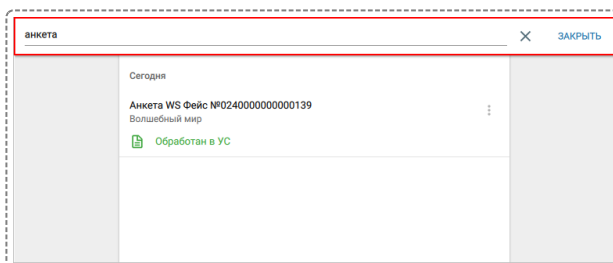 анкета
ЗАКРЫТЬ
Сегодня
Анкета WS Фейс №0240000000000139
Волшебный мир
Обработан в УС